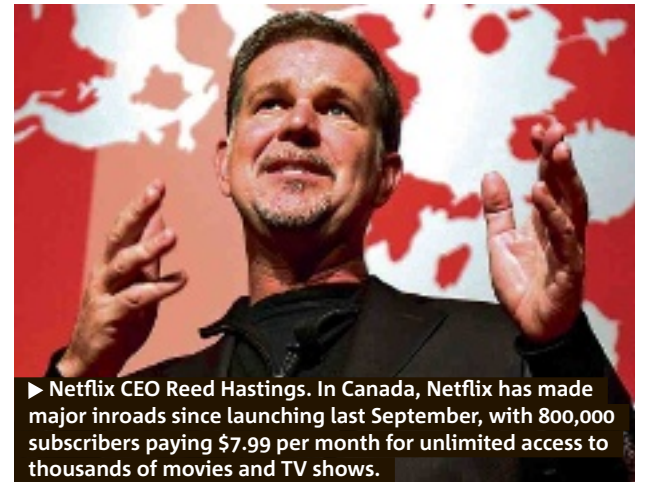 ▶ Netflix CEO Reed Hastings. In Canada, Netflix has made
major inroads since launching last September, with 800,000
subscribers paying $7.99 per month for unlimited access to
thousands of movies and TV shows.